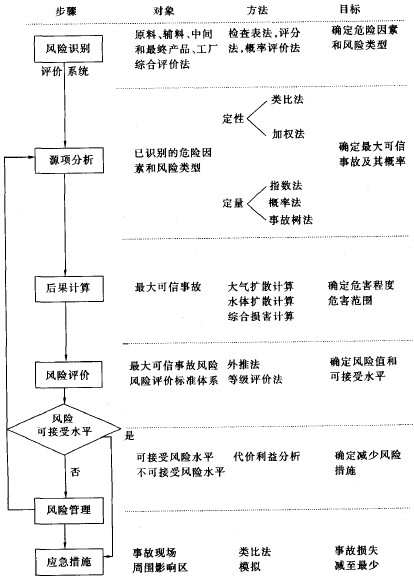 步骤 对象 方法 目标
风险识别 原料、辅料、中间 检查表法,评分 确定危险因素
和最终产品、工厂 法,概率评价法 和风险类型
综合评价法
评价 系统
类比法
定性
加权法
源项分析 已识别的危险因 确定最大可信
素和风险类型 事故及其概率
指数法
定量 概率法
事故树法
后果计算 最大可信事故 大气扩散计算 确定危害程度
水体扩散计算 危害范围
综合损害计算
风险评价 最大可信事故风险 外推法 确定风险值和
风险评价标准体系 等级评价法 可接受水平
风险
可接受水平
是
可接受风险水平 代价利益分析 确定减少风险
不可接受风险水平 措施
否
风险管理
应急措施 事故现场 类比法 事故损失
周围影响区 模拟 减至最少